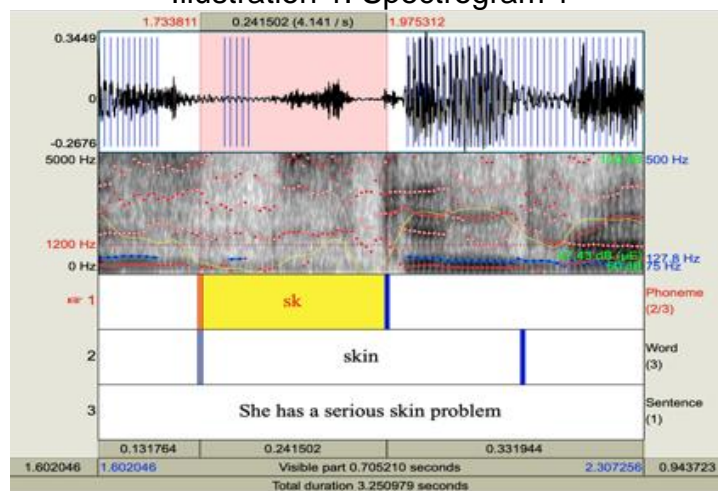 Illustration 1: Spectrogram 1
1.733811 0.241502 (4.141 / s) 1.975312
0.3449
0
-0.2676
5000 Hz 500 Hz
1200 Hz
127.8 Hz
0 Hz 75 Hz
1 sk Phoneme
(2/3)
2 skin Word
(3)
3 She has a serious skin problem Sentence
(1)
0.131764 0.241502 0.331944
1.602046 1.602046 Visible part 0.705210 seconds 2.307256 0.943723
Total duration 3.250979 seconds